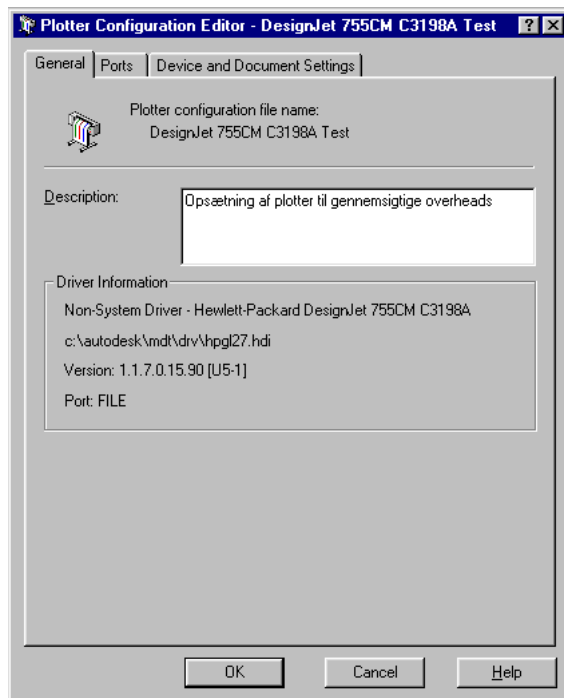 Plotter Configuration Editor - DesignJet 755CM C3198A Test
General Ports Device and Document Settings
Plotter configuration file name:
DesignJet 755CM C3198A Test
Description:
Opsætning af plotter til gennemsigtige overheads
Driver Information
Non-System Driver - Hewlett-Packard DesignJet 755CM C3198A
c:\autodesk\mdt\drv\hpgl27.hdi
Version: 1.1.7.0.15.90 [U5-1]
Port: FILE
OK Cancel Help